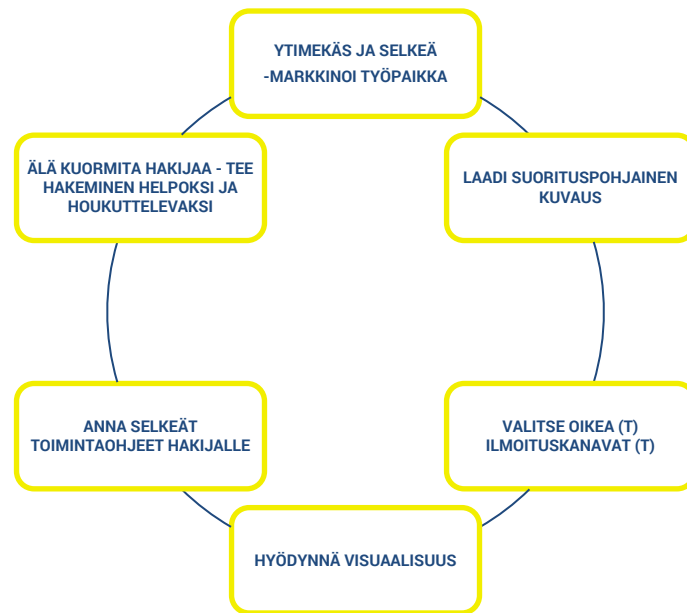 YTIMEKÄS JA SELKEÄ
-MARKKINOI TYÖPAIKKA
LAADI SUORITUSPOHJAINEN
KUVAUS
VALITSE OIKEA (T)
ILMOITUSKANAVAT (T)
HYÖDYNNÄ VISUAALISUUS
ANNA SELKEÄT
TOIMINTAOHJEET HAKIJALLE
ÄLÄ KUORMITA HAKIJAA - TEE
HAKEMINEN HELPOKSI JA
HOUKUTTELEVAKSI